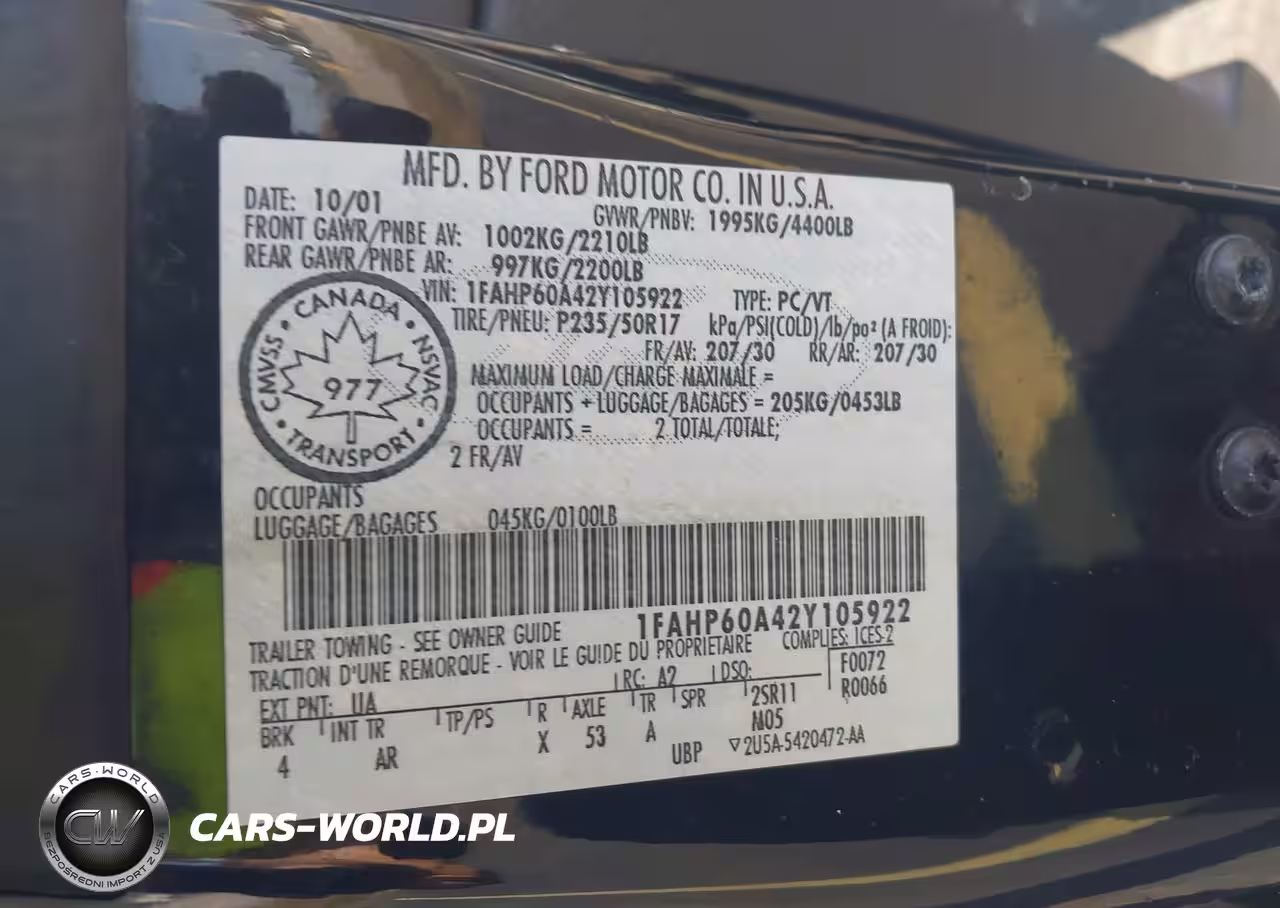 MFD. BY FORD MOTOR CO. IN U.S.A.
DATE: 10/01
GVWR/PNBV: 1995KG/4400LB
FRONT GAWR/PNBE AV: 1002KG/2210LB
REAR GAWR/PNBE AR: 997KG/2200LB
VIN: 1FAHP60A42Y105922 TYPE: PC/VT
TIRE/PNEU: P235/50R17 kPa/PSI(COLD)/lb/po² (A FROID):
FR/AV: 207/30 RR/AR: 207/30
MAXIMUM LOAD/CHARGE MAXIMALE =
OCCUPANTS + LUGGAGE/BAGAGES = 205KG/0453LB
OCCUPANTS = 2 TOTAL/TOTALE;
2 FR/AV
CANADA • NSVAC • TRANSPORT • CMVSS •
977
OCCUPANTS
LUGGAGE/BAGAGES 045KG/0100LB
1FAHP60A42Y105922
TRAILER TOWING - SEE OWNER GUIDE
COMPLIES: ICES-2
TRACTION D'UNE REMORQUE - VOIR LE GUIDE DU PROPRIETAIRE
EXT PNT: UA RC: A2 DSO: F0072
BRK INT TR TP/PS R AXLE TR SPR 2SR11 R0066
4 AR X 53 A M05
UBP ▽2U5A-5420472-AA
CARS-WORLD
CW
BEZPOŚREDNI IMPORT Z USA
CARS-WORLD.PL